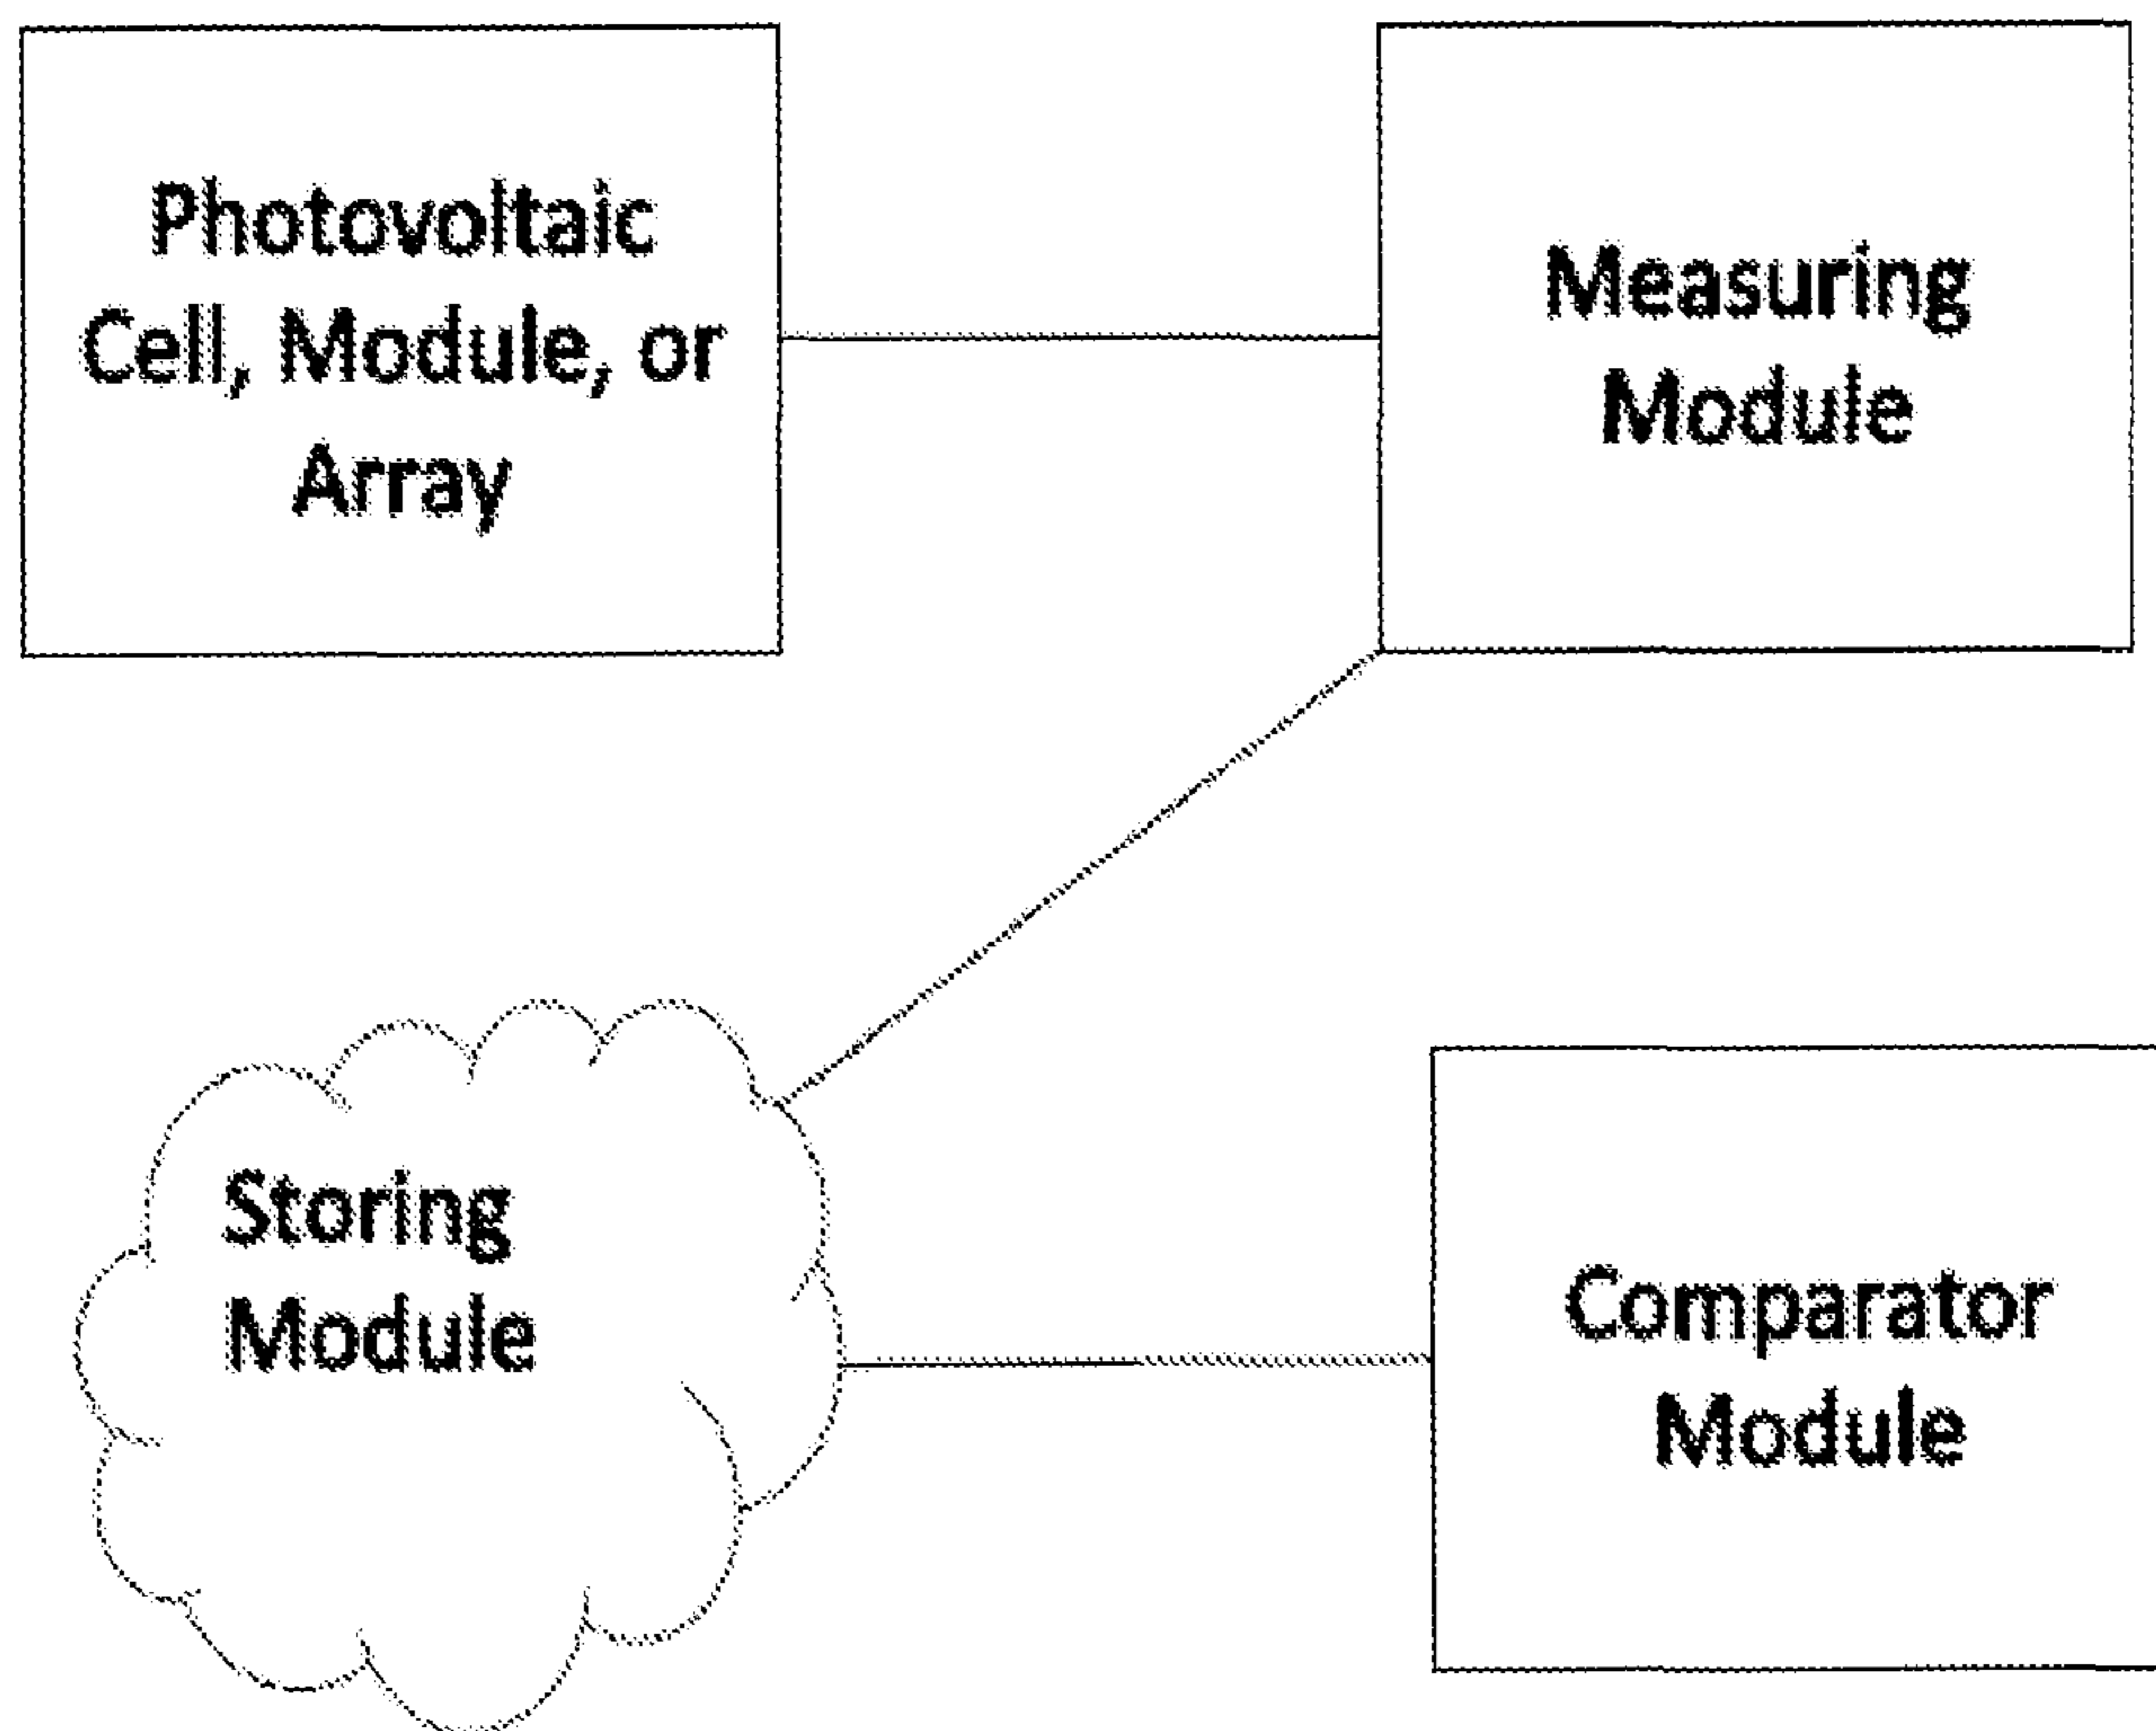 Photovoltaic
Cell, Module, or
Array
Measuring
Module
Storing
Module
Comparator
Module